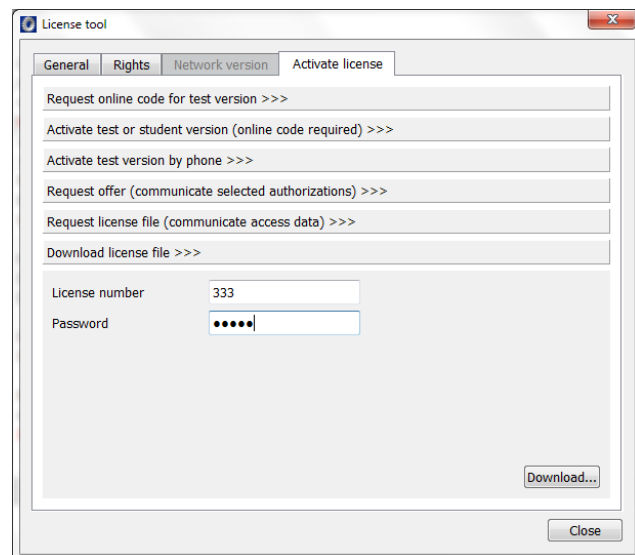 License tool
General Rights Network version Activate license
Request online code for test version >>>
Activate test or student version (online code required) >>>
Activate test version by phone >>>
Request offer (communicate selected authorizations) >>>
Request license file (communicate access data) >>>
Download license file >>>
License number 333
Password •••••
Download...
Close